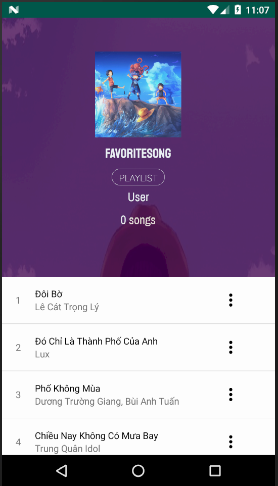 11:07
FAVORITESONG
PLAYLIST
User
0 songs
1
Đôi Bờ
Lê Cát Trọng Lý
2
Đó Chỉ Là Thành Phố Của Anh
Lux
3
Phố Không Mùa
Dương Trường Giang, Bùi Anh Tuấn
4
Chiều Nay Không Có Mưa Bay
Trung Quân Idol